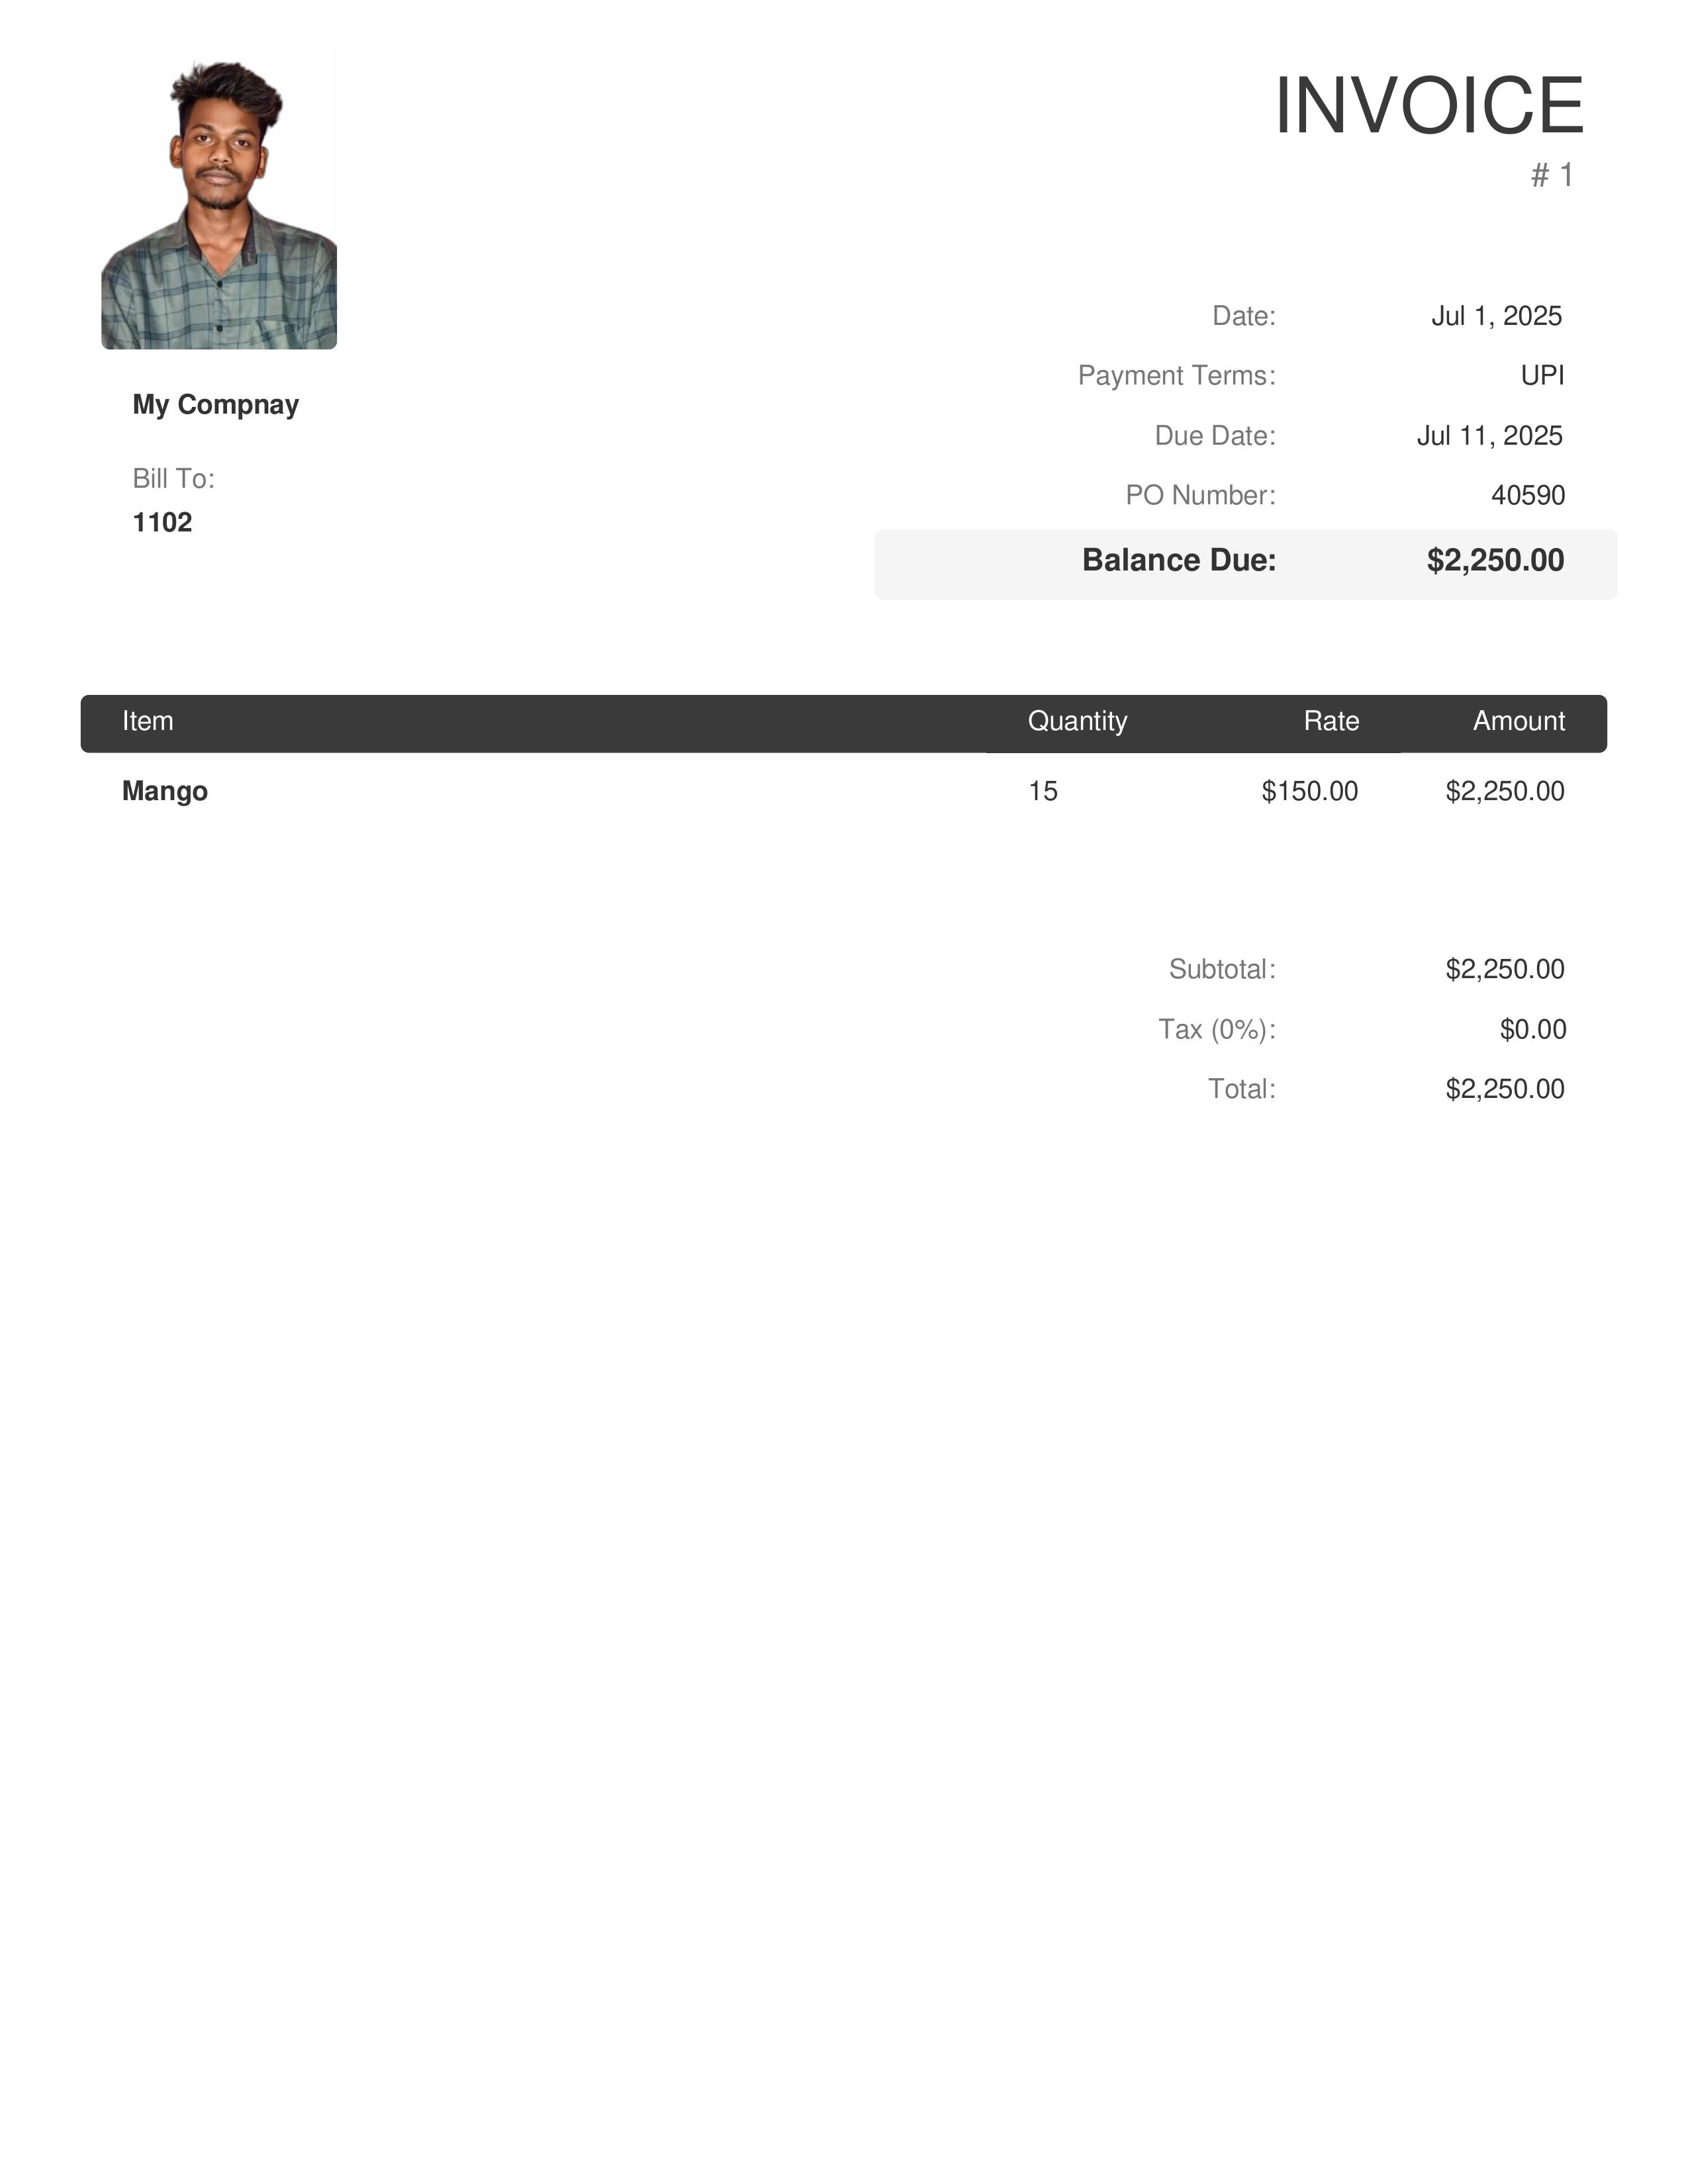 INVOICE
# 1
My Compnay
Bill To:
1102
Date: Jul 1, 2025
Payment Terms: UPI
Due Date: Jul 11, 2025
PO Number: 40590
Balance Due: $2,250.00
Item Quantity Rate Amount
Mango 15 $150.00 $2,250.00
Subtotal: $2,250.00
Tax (0%): $0.00
Total: $2,250.00